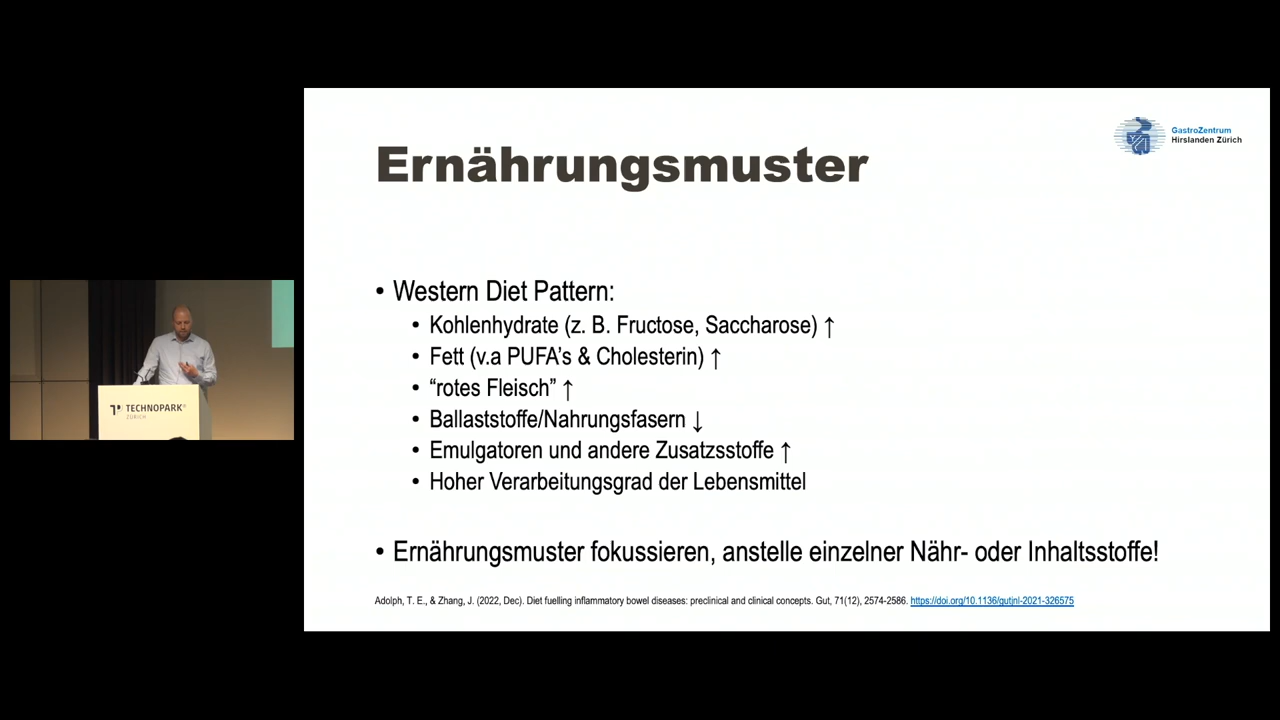 GastroZentrum
Hirslanden Zürich
Ernährungsmuster
• Western Diet Pattern:
• Kohlenhydrate (z. B. Fructose, Saccharose) ↑
• Fett (v.a PUFA’s & Cholesterin) ↑
• “rotes Fleisch” ↑
• Ballaststoffe/Nahrungsfasern ↓
• Emulgatoren und andere Zusatzsstoffe ↑
• Hoher Verarbeitungsgrad der Lebensmittel
• Ernährungsmuster fokussieren, anstelle einzelner Nähr- oder Inhaltsstoffe!
Adolph, T. E., & Zhang, J. (2022, Dec). Diet fuelling inflammatory bowel diseases: preclinical and clinical concepts. Gut, 71(12), 2574-2586. https://doi.org/10.1136/gutjnl-2021-326575
TECHNOPARK®
ZÜRICH